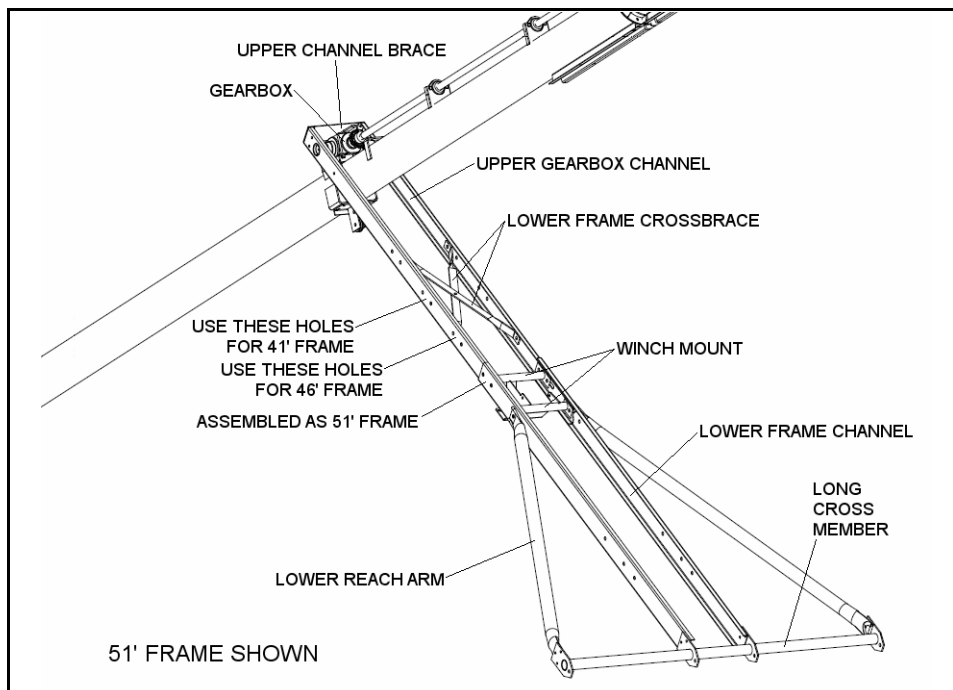 UPPER CHANNEL BRACE
GEARBOX
UPPER GEARBOX CHANNEL
LOWER FRAME CROSSBRACE
USE THESE HOLES
FOR 41' FRAME
USE THESE HOLES
FOR 46' FRAME
WINCH MOUNT
ASSEMBLED AS 51' FRAME
LOWER FRAME CHANNEL
LONG
CROSS
MEMBER
LOWER REACH ARM
51' FRAME SHOWN